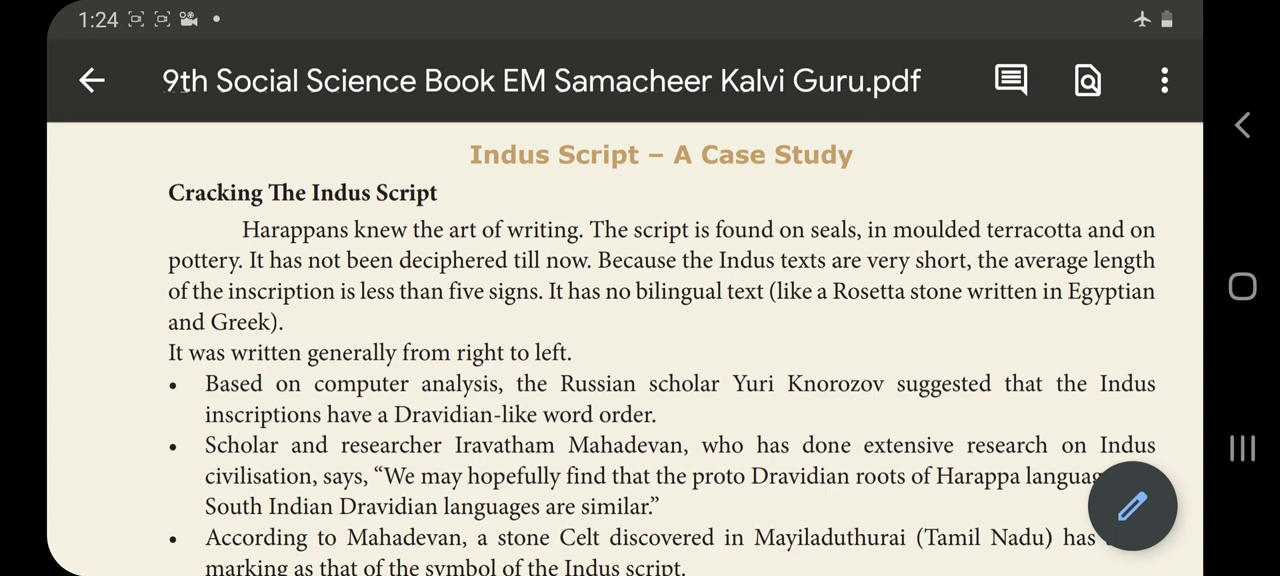 1:24
9th Social Science Book EM Samacheer Kalvi Guru.pdf
Indus Script – A Case Study
Cracking The Indus Script
Harappans knew the art of writing. The script is found on seals, in moulded terracotta and on
pottery. It has not been deciphered till now. Because the Indus texts are very short, the average length
of the inscription is less than five signs. It has no bilingual text (like a Rosetta stone written in Egyptian
and Greek).
It was written generally from right to left.
• Based on computer analysis, the Russian scholar Yuri Knorozov suggested that the Indus
inscriptions have a Dravidian-like word order.
• Scholar and researcher Iravatham Mahadevan, who has done extensive research on Indus
civilisation, says, “We may hopefully find that the proto Dravidian roots of Harappa
South Indian Dravidian languages are similar.”
• According to Mahadevan, a stone Celt discovered in Mayiladuthurai (Tamil Nadu) has
marking as that of the symbol of the Indus script.